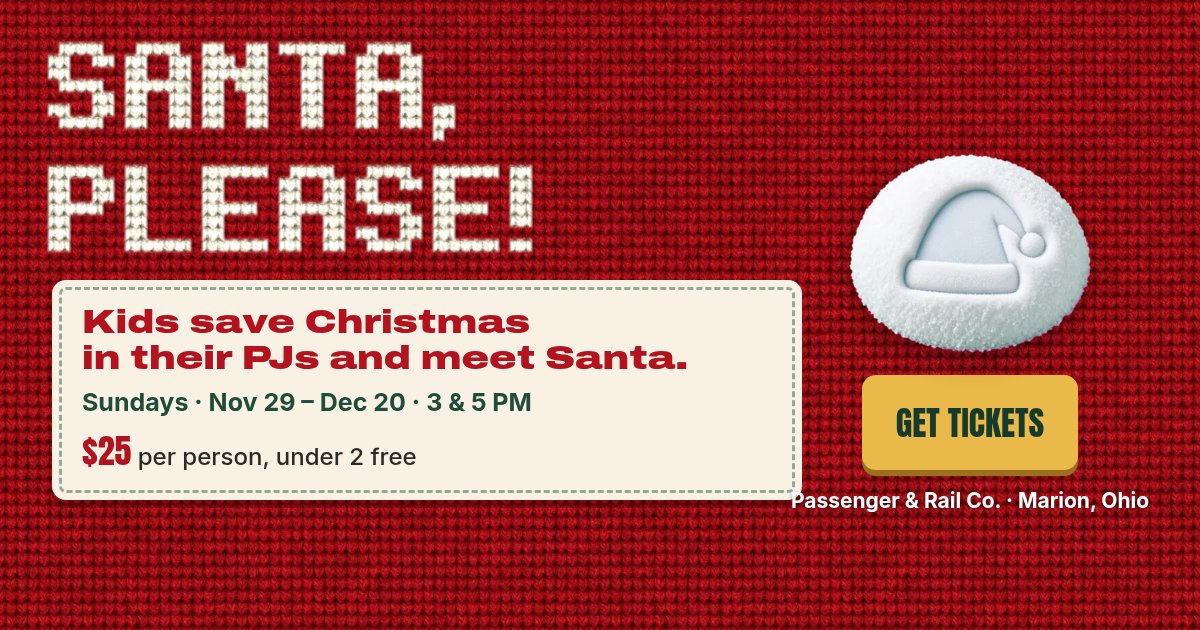 SANTA,
PLEASE!
Kids save Christmas
in their PJs and meet Santa.
Sundays · Nov 29 – Dec 20 · 3 & 5 PM
$25 per person, under 2 free
GET TICKETS
Passenger & Rail Co. · Marion, Ohio